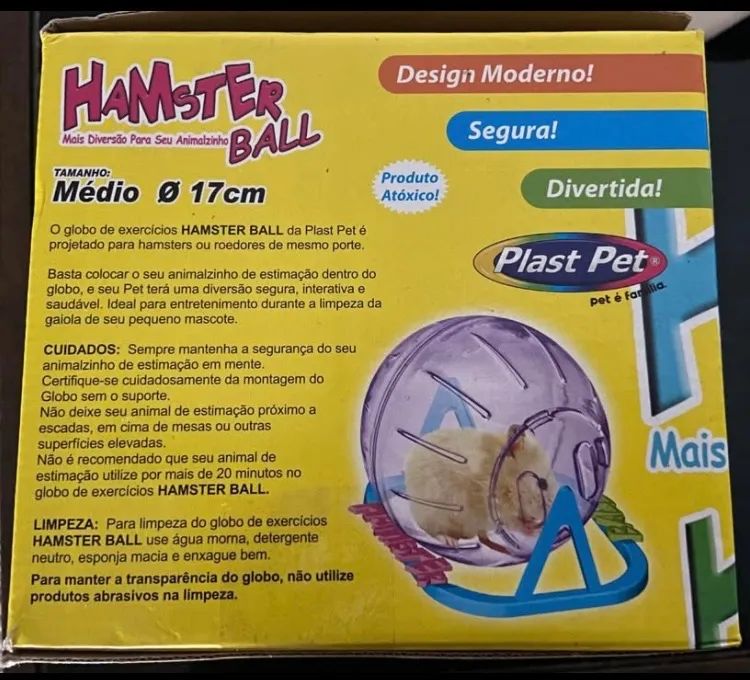 HAMSTER
BALL
Mais Diversão Para Seu Animalzinho
TAMANHO:
Médio Ø 17cm
Design Moderno!
Segura!
Divertida!
Produto
Atóxico!
Plast Pet®
pet é família.
O globo de exercícios HAMSTER BALL da Plast Pet é
projetado para hamsters ou roedores de mesmo porte.
Basta colocar o seu animalzinho de estimação dentro do
globo, e seu Pet terá uma diversão segura, interativa e
saudável. Ideal para entretenimento durante a limpeza da
gaiola de seu pequeno mascote.
CUIDADOS: Sempre mantenha a segurança do seu
animalzinho de estimação em mente.
Certifique-se cuidadosamente da montagem do
Globo sem o suporte.
Não deixe seu animal de estimação próximo a
escadas, em cima de mesas ou outras
superfícies elevadas.
Não é recomendado que seu animal de
estimação utilize por mais de 20 minutos no
globo de exercícios HAMSTER BALL.
LIMPEZA: Para limpeza do globo de exercícios
HAMSTER BALL use água morna, detergente
neutro, esponja macia e enxague bem.
Para manter a transparência do globo, não utilize
produtos abrasivos na limpeza.
HAMSTER
H
Mais
H